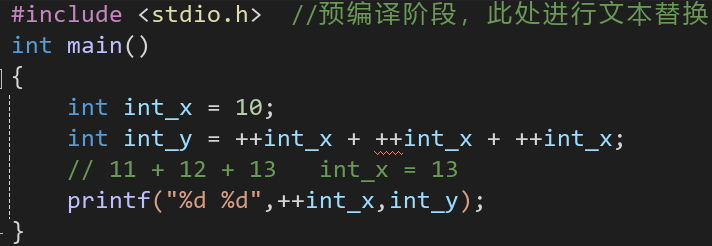 #include <stdio.h>  //预编译阶段，此处进行文本替换
int main()
{
    int int_x = 10;
    int int_y = ++int_x + ++int_x + ++int_x;
    // 11 + 12 + 13   int_x = 13
    printf("%d %d",++int_x,int_y);
}